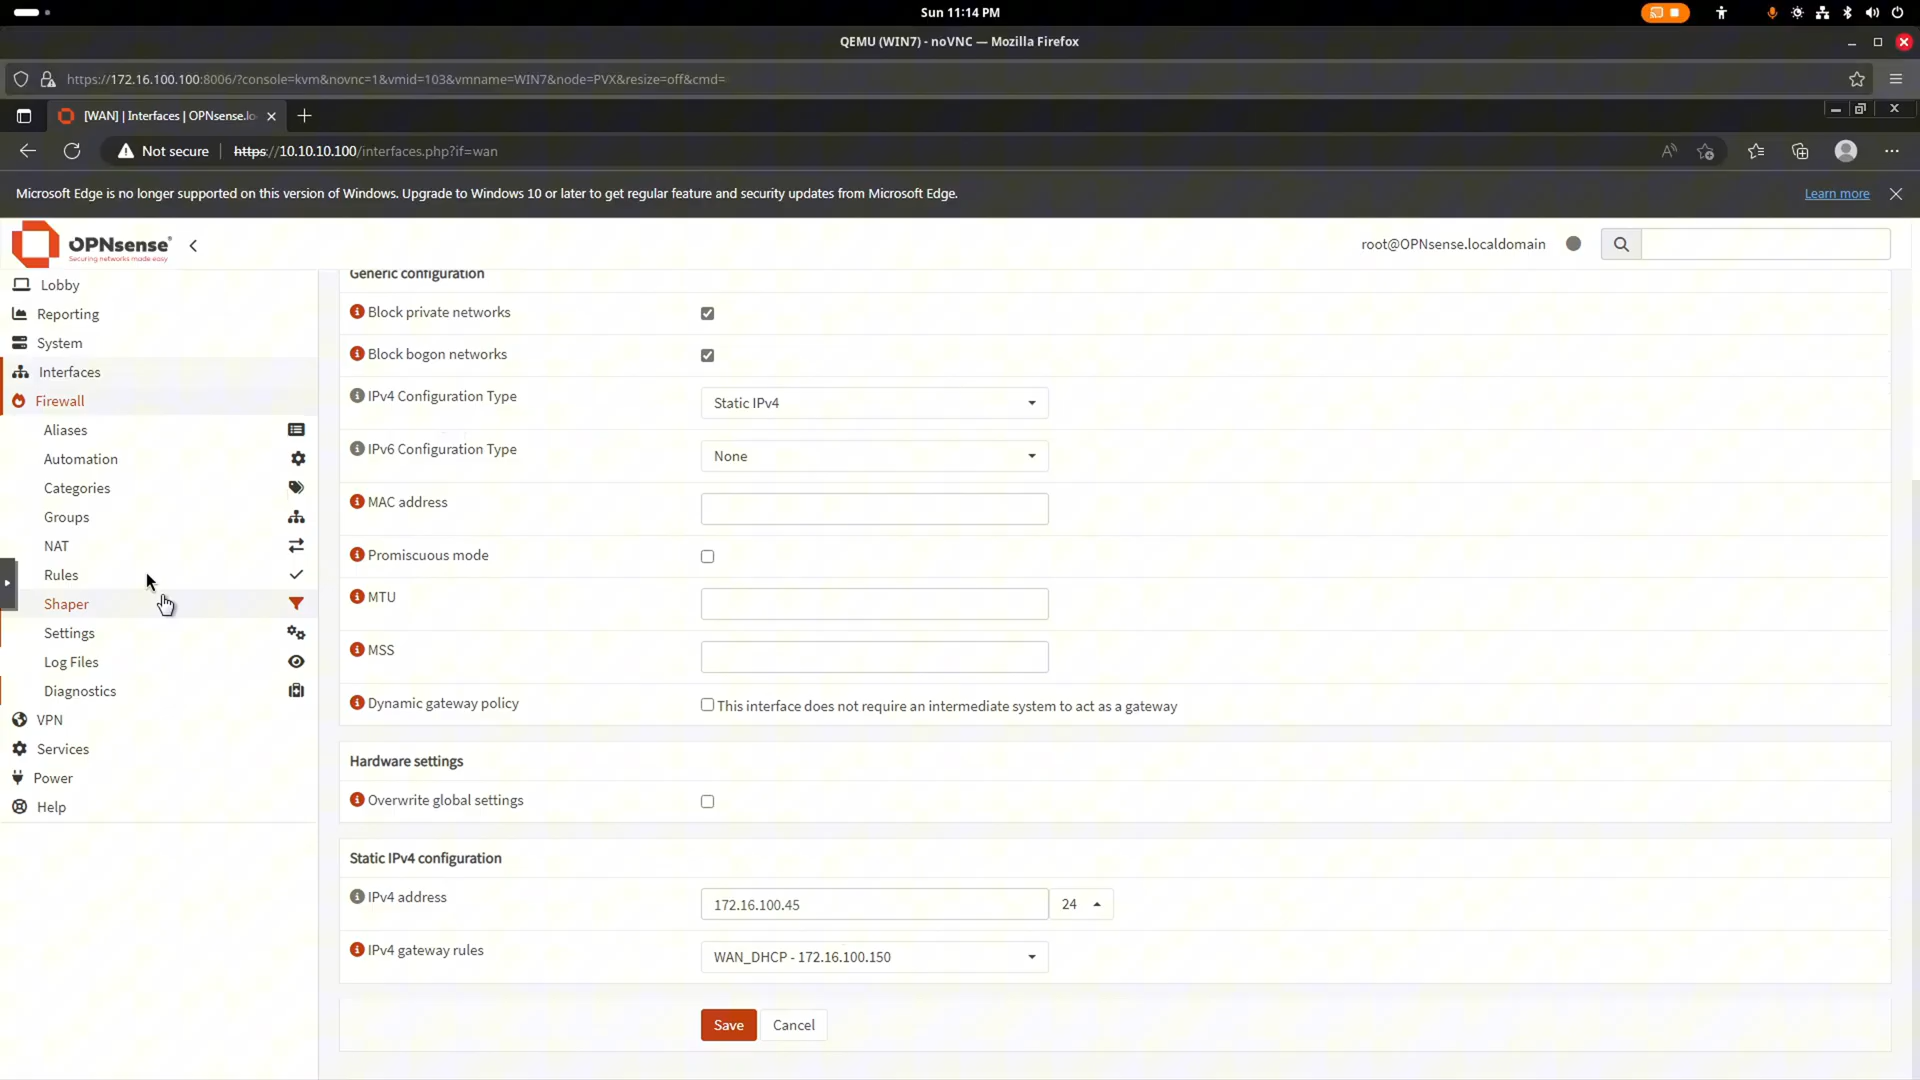 Sun 11:14 PM
QEMU (WIN7) - noVNC — Mozilla Firefox
https://172.16.100.100:8006/?console=kvm&novnc=1&vmid=103&vmname=WIN7&node=PVX&resize=off&cmd=
[WAN] | Interfaces | OPNsense.lo
Not secure https://10.10.10.100/interfaces.php?if=wan
Microsoft Edge is no longer supported on this version of Windows. Upgrade to Windows 10 or later to get regular feature and security updates from Microsoft Edge. Learn more
OPNsense®
Securing networks made easy
root@OPNsense.localdomain
Lobby
Reporting
System
Interfaces
Firewall
Aliases
Automation
Categories
Groups
NAT
Rules
Shaper
Settings
Log Files
Diagnostics
VPN
Services
Power
Help
Generic configuration
Block private networks
Block bogon networks
IPv4 Configuration Type Static IPv4
IPv6 Configuration Type None
MAC address
Promiscuous mode
MTU
MSS
Dynamic gateway policy This interface does not require an intermediate system to act as a gateway
Hardware settings
Overwrite global settings
Static IPv4 configuration
IPv4 address 172.16.100.45 24
IPv4 gateway rules WAN_DHCP - 172.16.100.150
Save Cancel